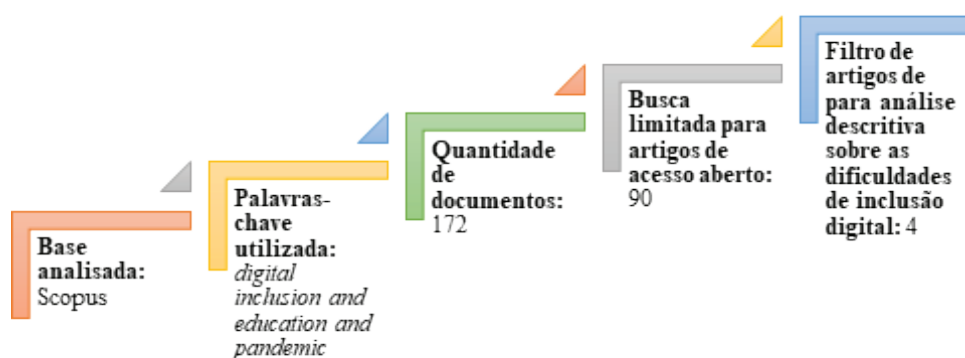 Base
analisada:
Scopus
Palavras-
chave
utilizada:
digital
inclusion and
education and
pandemic
Quantidade
de
documentos:
172
Busca
limitada para
artigos de
acesso aberto:
90
Filtro de
artigos de
para análise
descritiva
sobre as
dificuldades
de inclusão
digital: 4